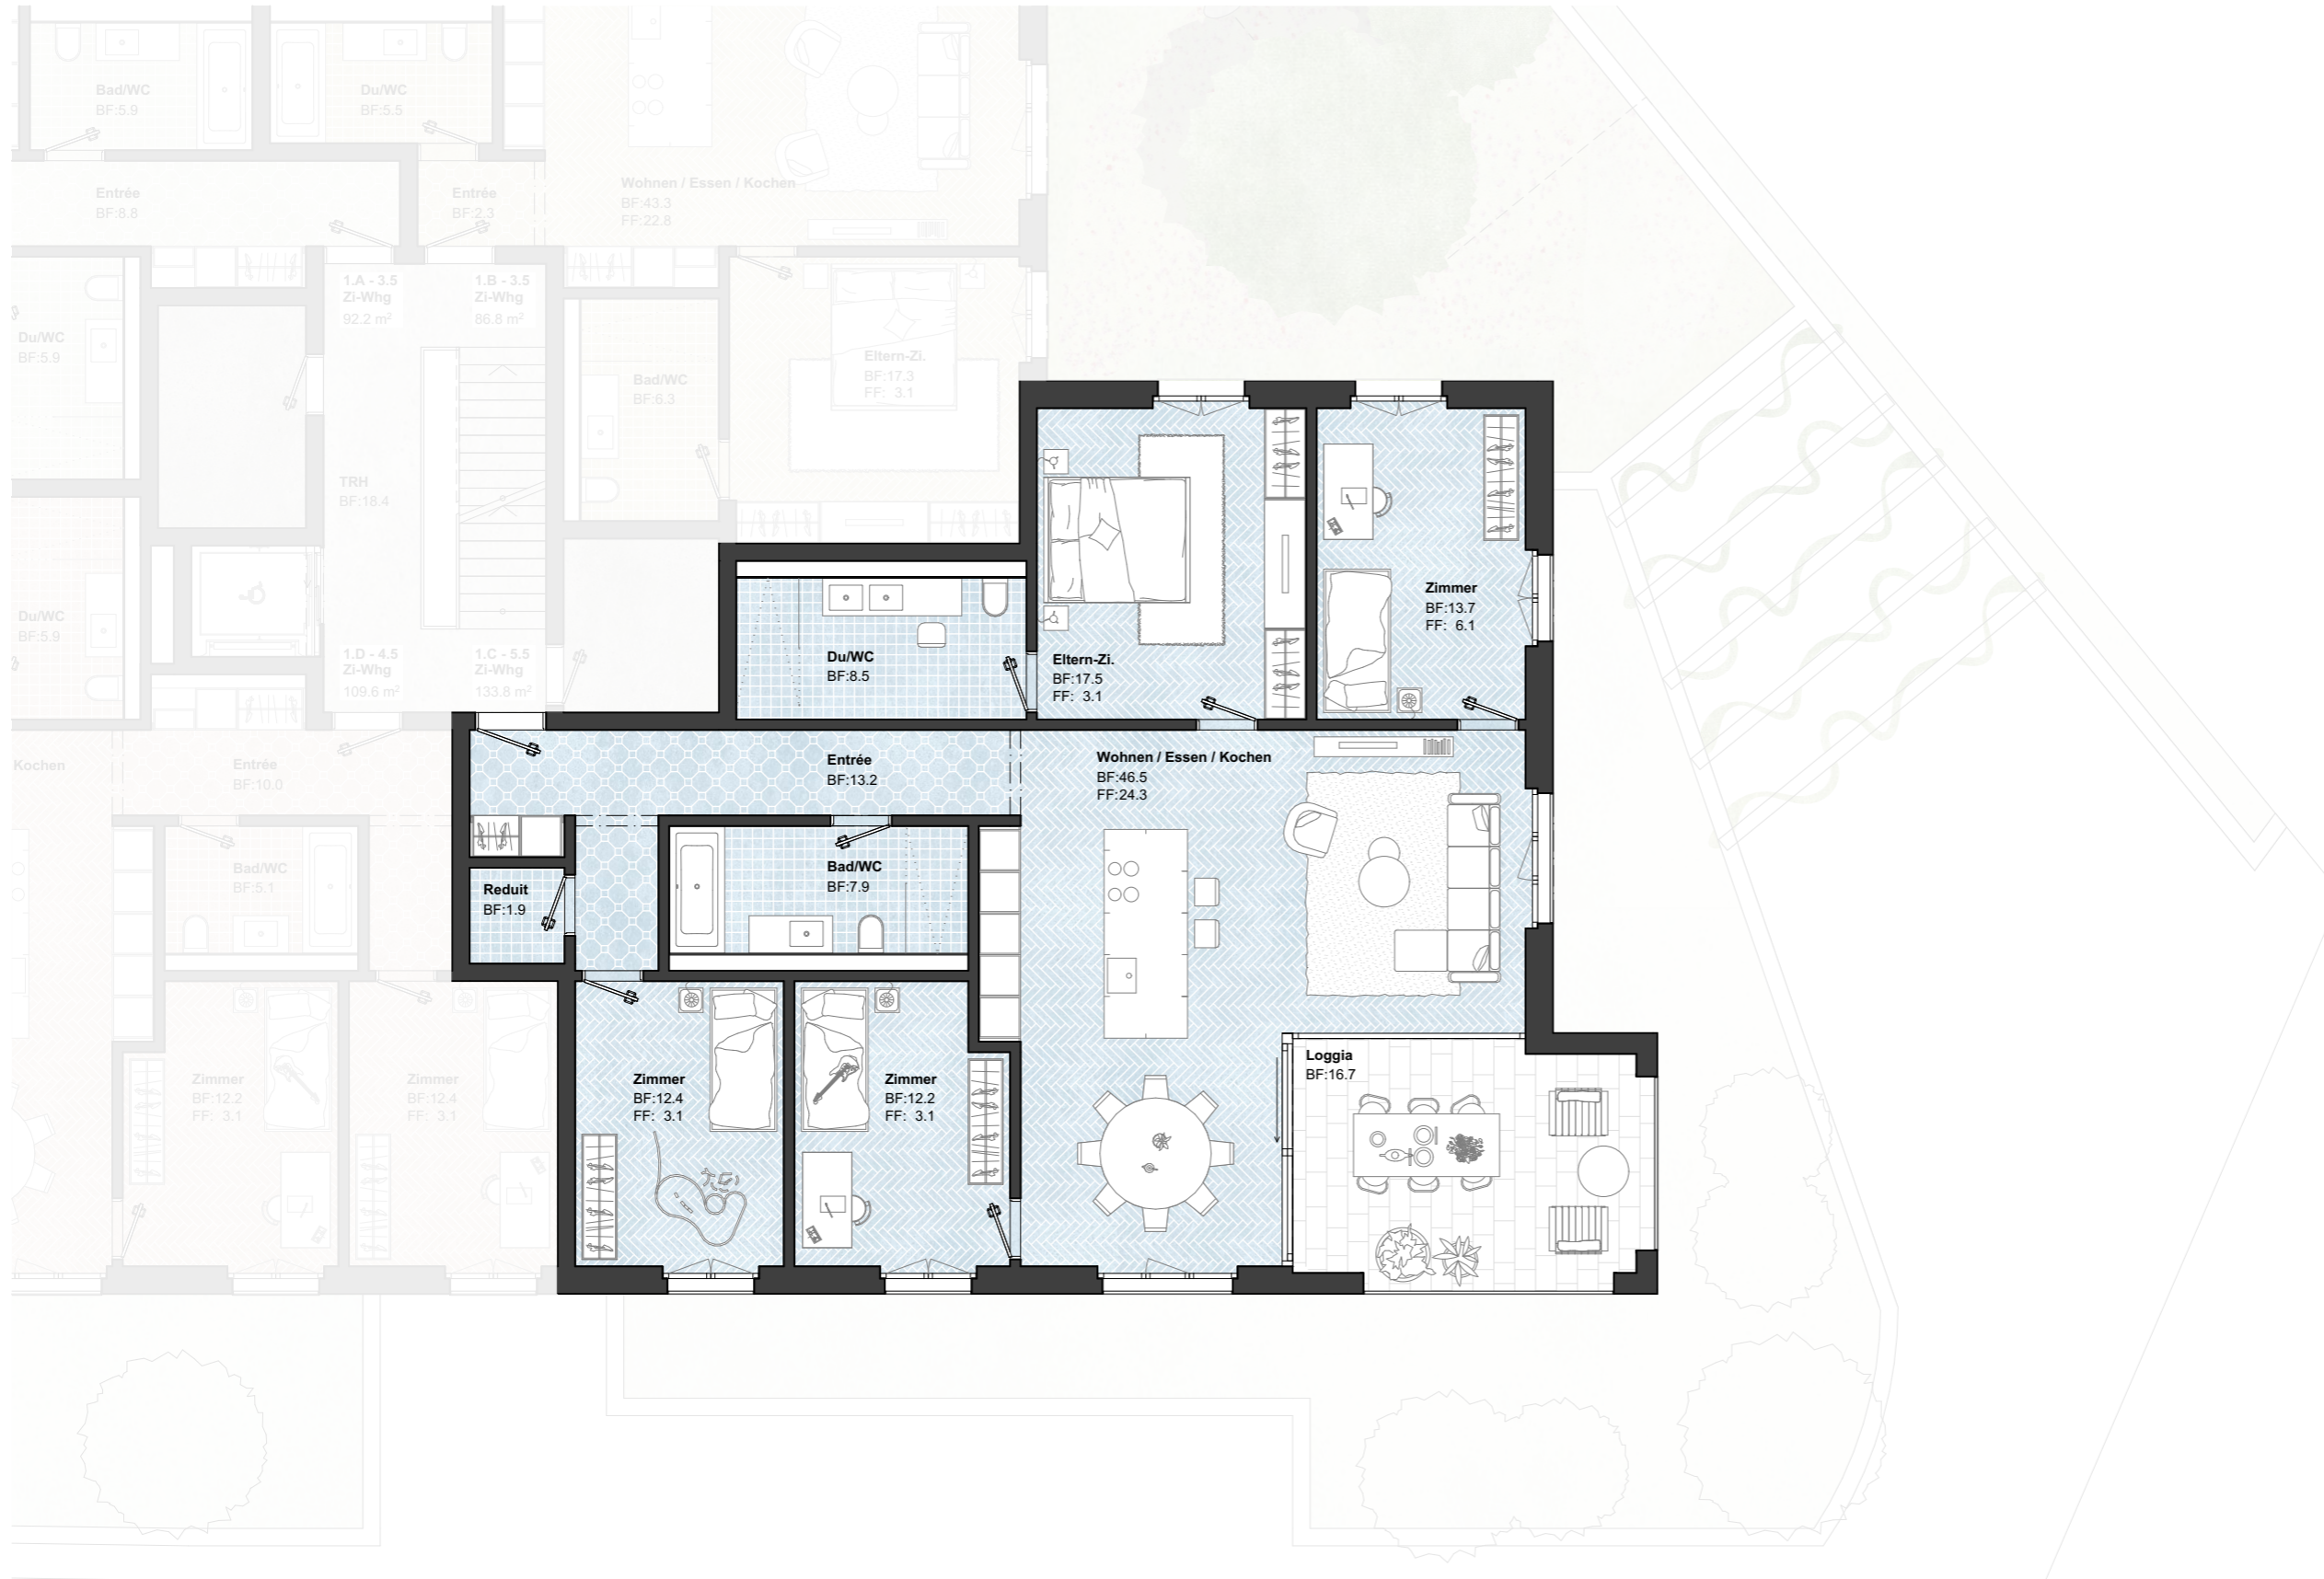 Bad/WC
BF:5.9
Du/WC
BF:5.5
Entrée
BF:8.8
Entrée
BF:2.3
Wohnen / Essen / Kochen
BF:43.3
FF:22.8
1.A - 3.5
Zi-Whg
92.2 m²
1.B - 3.5
Zi-Whg
86.8 m²
Du/WC
BF:5.9
Bad/WC
BF:6.3
Eltern-Zi.
BF:17.3
FF: 3.1
TRH
BF:18.4
Du/WC
BF:5.9
1.D - 4.5
Zi-Whg
109.6 m²
1.C - 5.5
Zi-Whg
133.8 m²
Du/WC
BF:8.5
Eltern-Zi.
BF:17.5
FF: 3.1
Zimmer
BF:13.7
FF: 6.1
Kochen
Entrée
BF:10.0
Entrée
BF:13.2
Wohnen / Essen / Kochen
BF:46.5
FF:24.3
Bad/WC
BF:5.1
Reduit
BF:1.9
Bad/WC
BF:7.9
Zimmer
BF:12.2
FF: 3.1
Zimmer
BF:12.4
FF: 3.1
Zimmer
BF:12.4
FF: 3.1
Zimmer
BF:12.2
FF: 3.1
Loggia
BF:16.7